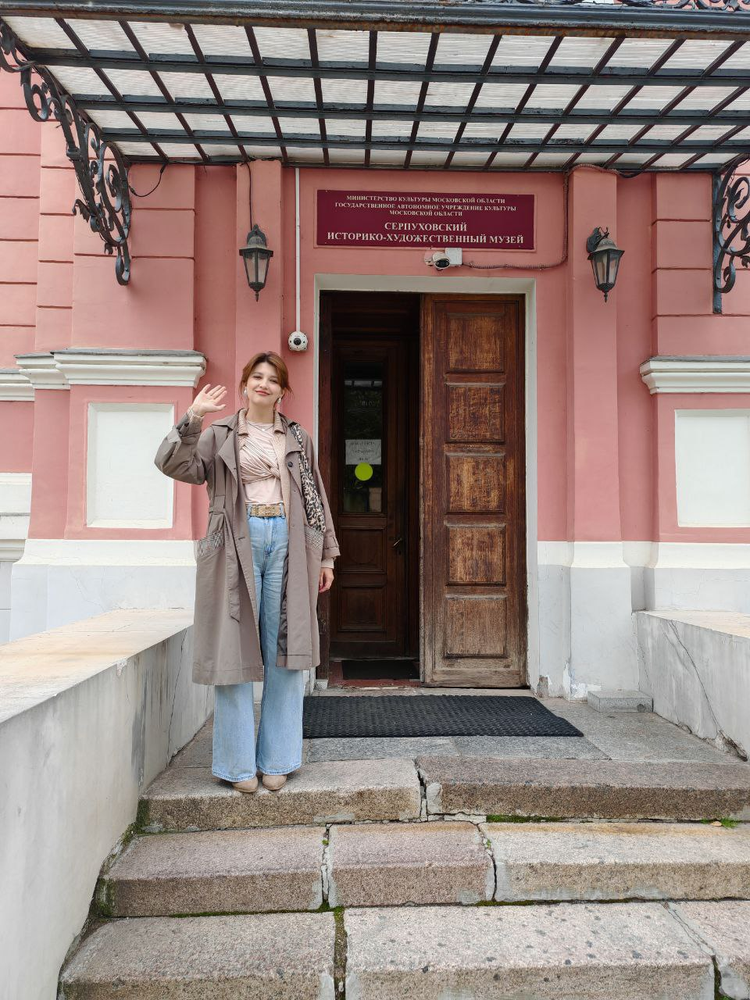 МИНИСТЕРСТВО КУЛЬТУРЫ МОСКОВСКОЙ ОБЛАСТИ
ГОСУДАРСТВЕННОЕ АВТОНОМНОЕ УЧРЕЖДЕНИЕ КУЛЬТУРЫ
МОСКОВСКОЙ ОБЛАСТИ
СЕРПУХОВСКИЙ
ИСТОРИКО-ХУДОЖЕСТВЕННЫЙ МУЗЕЙ